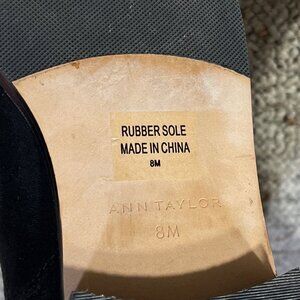 RUBBER SOLE
MADE IN CHINA
8M
ANN TAYLOR
8M